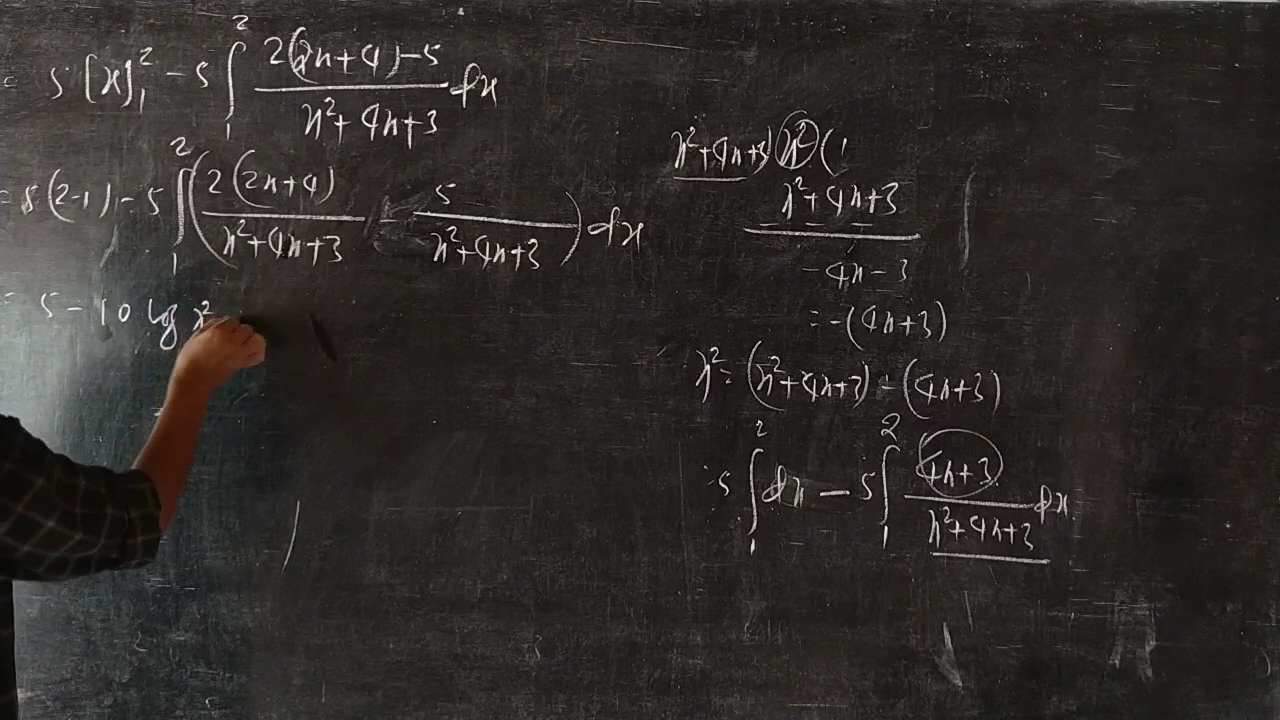 = 5 [x]₁² - 5 ∫₁² (2(2x+4)-5)/(x²+4x+3) dx
= 5(2-1) - 5 ∫₁² (2(2x+4)/(x²+4x+3) - 5/(x²+4x+3)) dx
= 5 - 10 log x²
x²+4x+3) x² (1
x²+4x+3
- - -
-4x-3
= -(4x+3)
x² = (x²+4x+3) - (4x+3)
5 ∫₁² dx - 5 ∫₁² (4x+3)/(x²+4x+3) dx